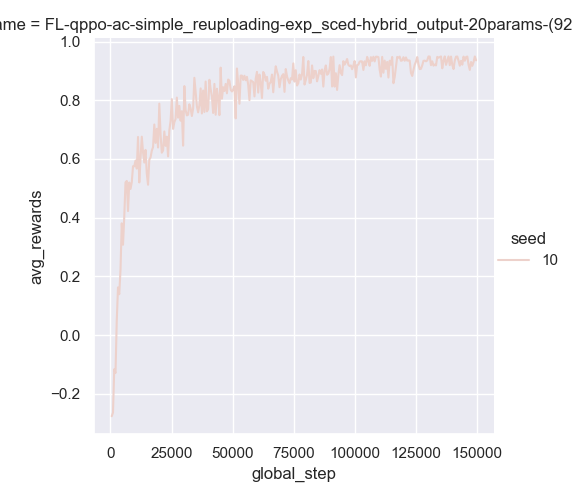 ame = FL-qppo-ac-simple_reuploading-exp_sced-hybrid_output-20params-(92
1.0
0.8
0.6
0.4
0.2
0.0
−0.2
avg_rewards
seed
10
0 25000 50000 75000 100000 125000 150000
global_step